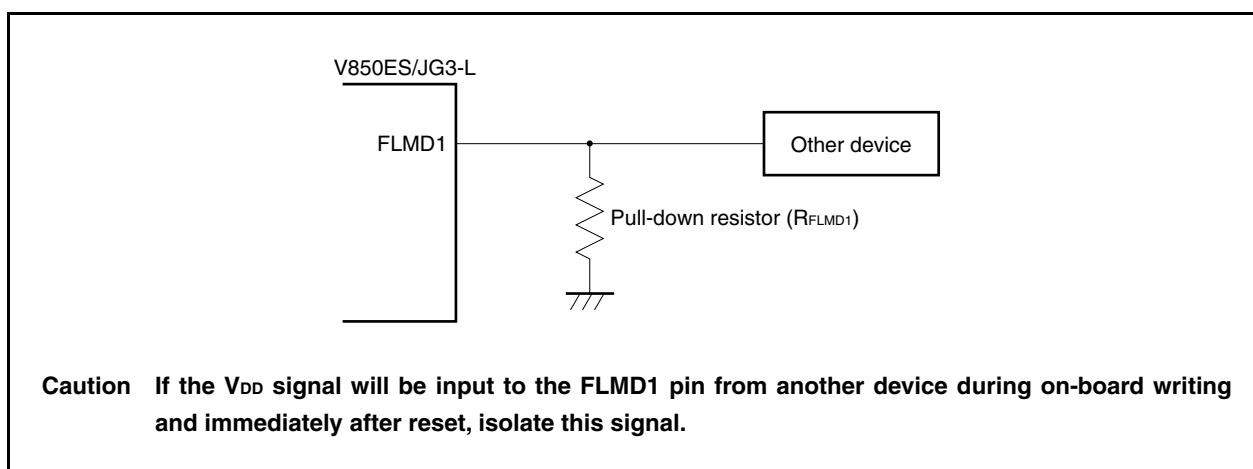 V850ES/JG3-L
FLMD1
Other device
Pull-down resistor (RFLMD1)
Caution If the VDD signal will be input to the FLMD1 pin from another device during on-board writing
and immediately after reset, isolate this signal.